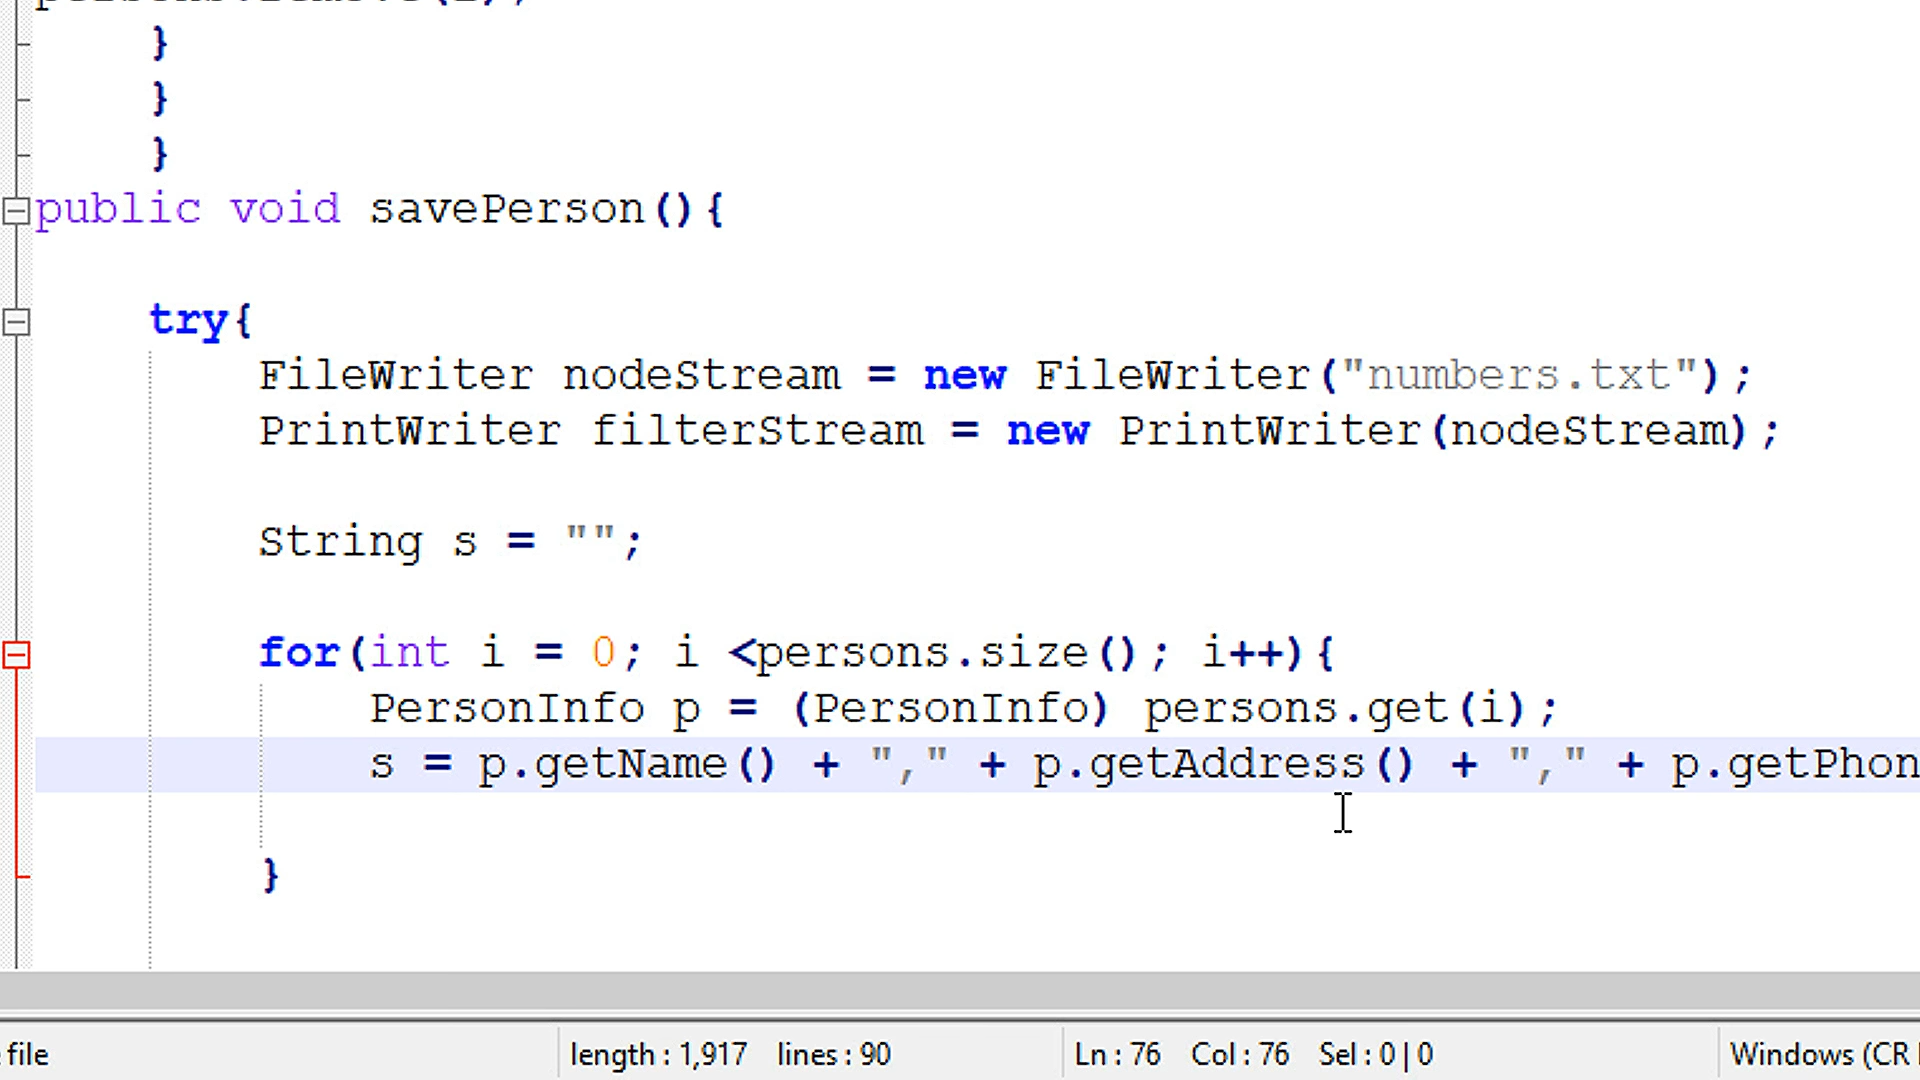 }
}
}
public void savePerson(){
try{
FileWriter nodeStream = new FileWriter("numbers.txt");
PrintWriter filterStream = new PrintWriter(nodeStream);
String s = "";
for(int i = 0; i <persons.size(); i++){
PersonInfo p = (PersonInfo) persons.get(i);
s = p.getName() + "," + p.getAddress() + "," + p.getPhon
}
file length : 1,917 lines : 90 Ln : 76 Col : 76 Sel : 0 | 0 Windows (CR